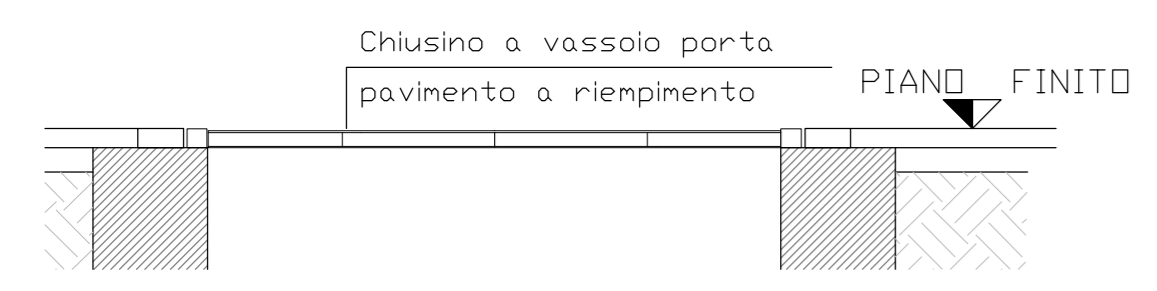 Chiusino a vassoio porta
pavimento a riempimento
PIANO FINITO